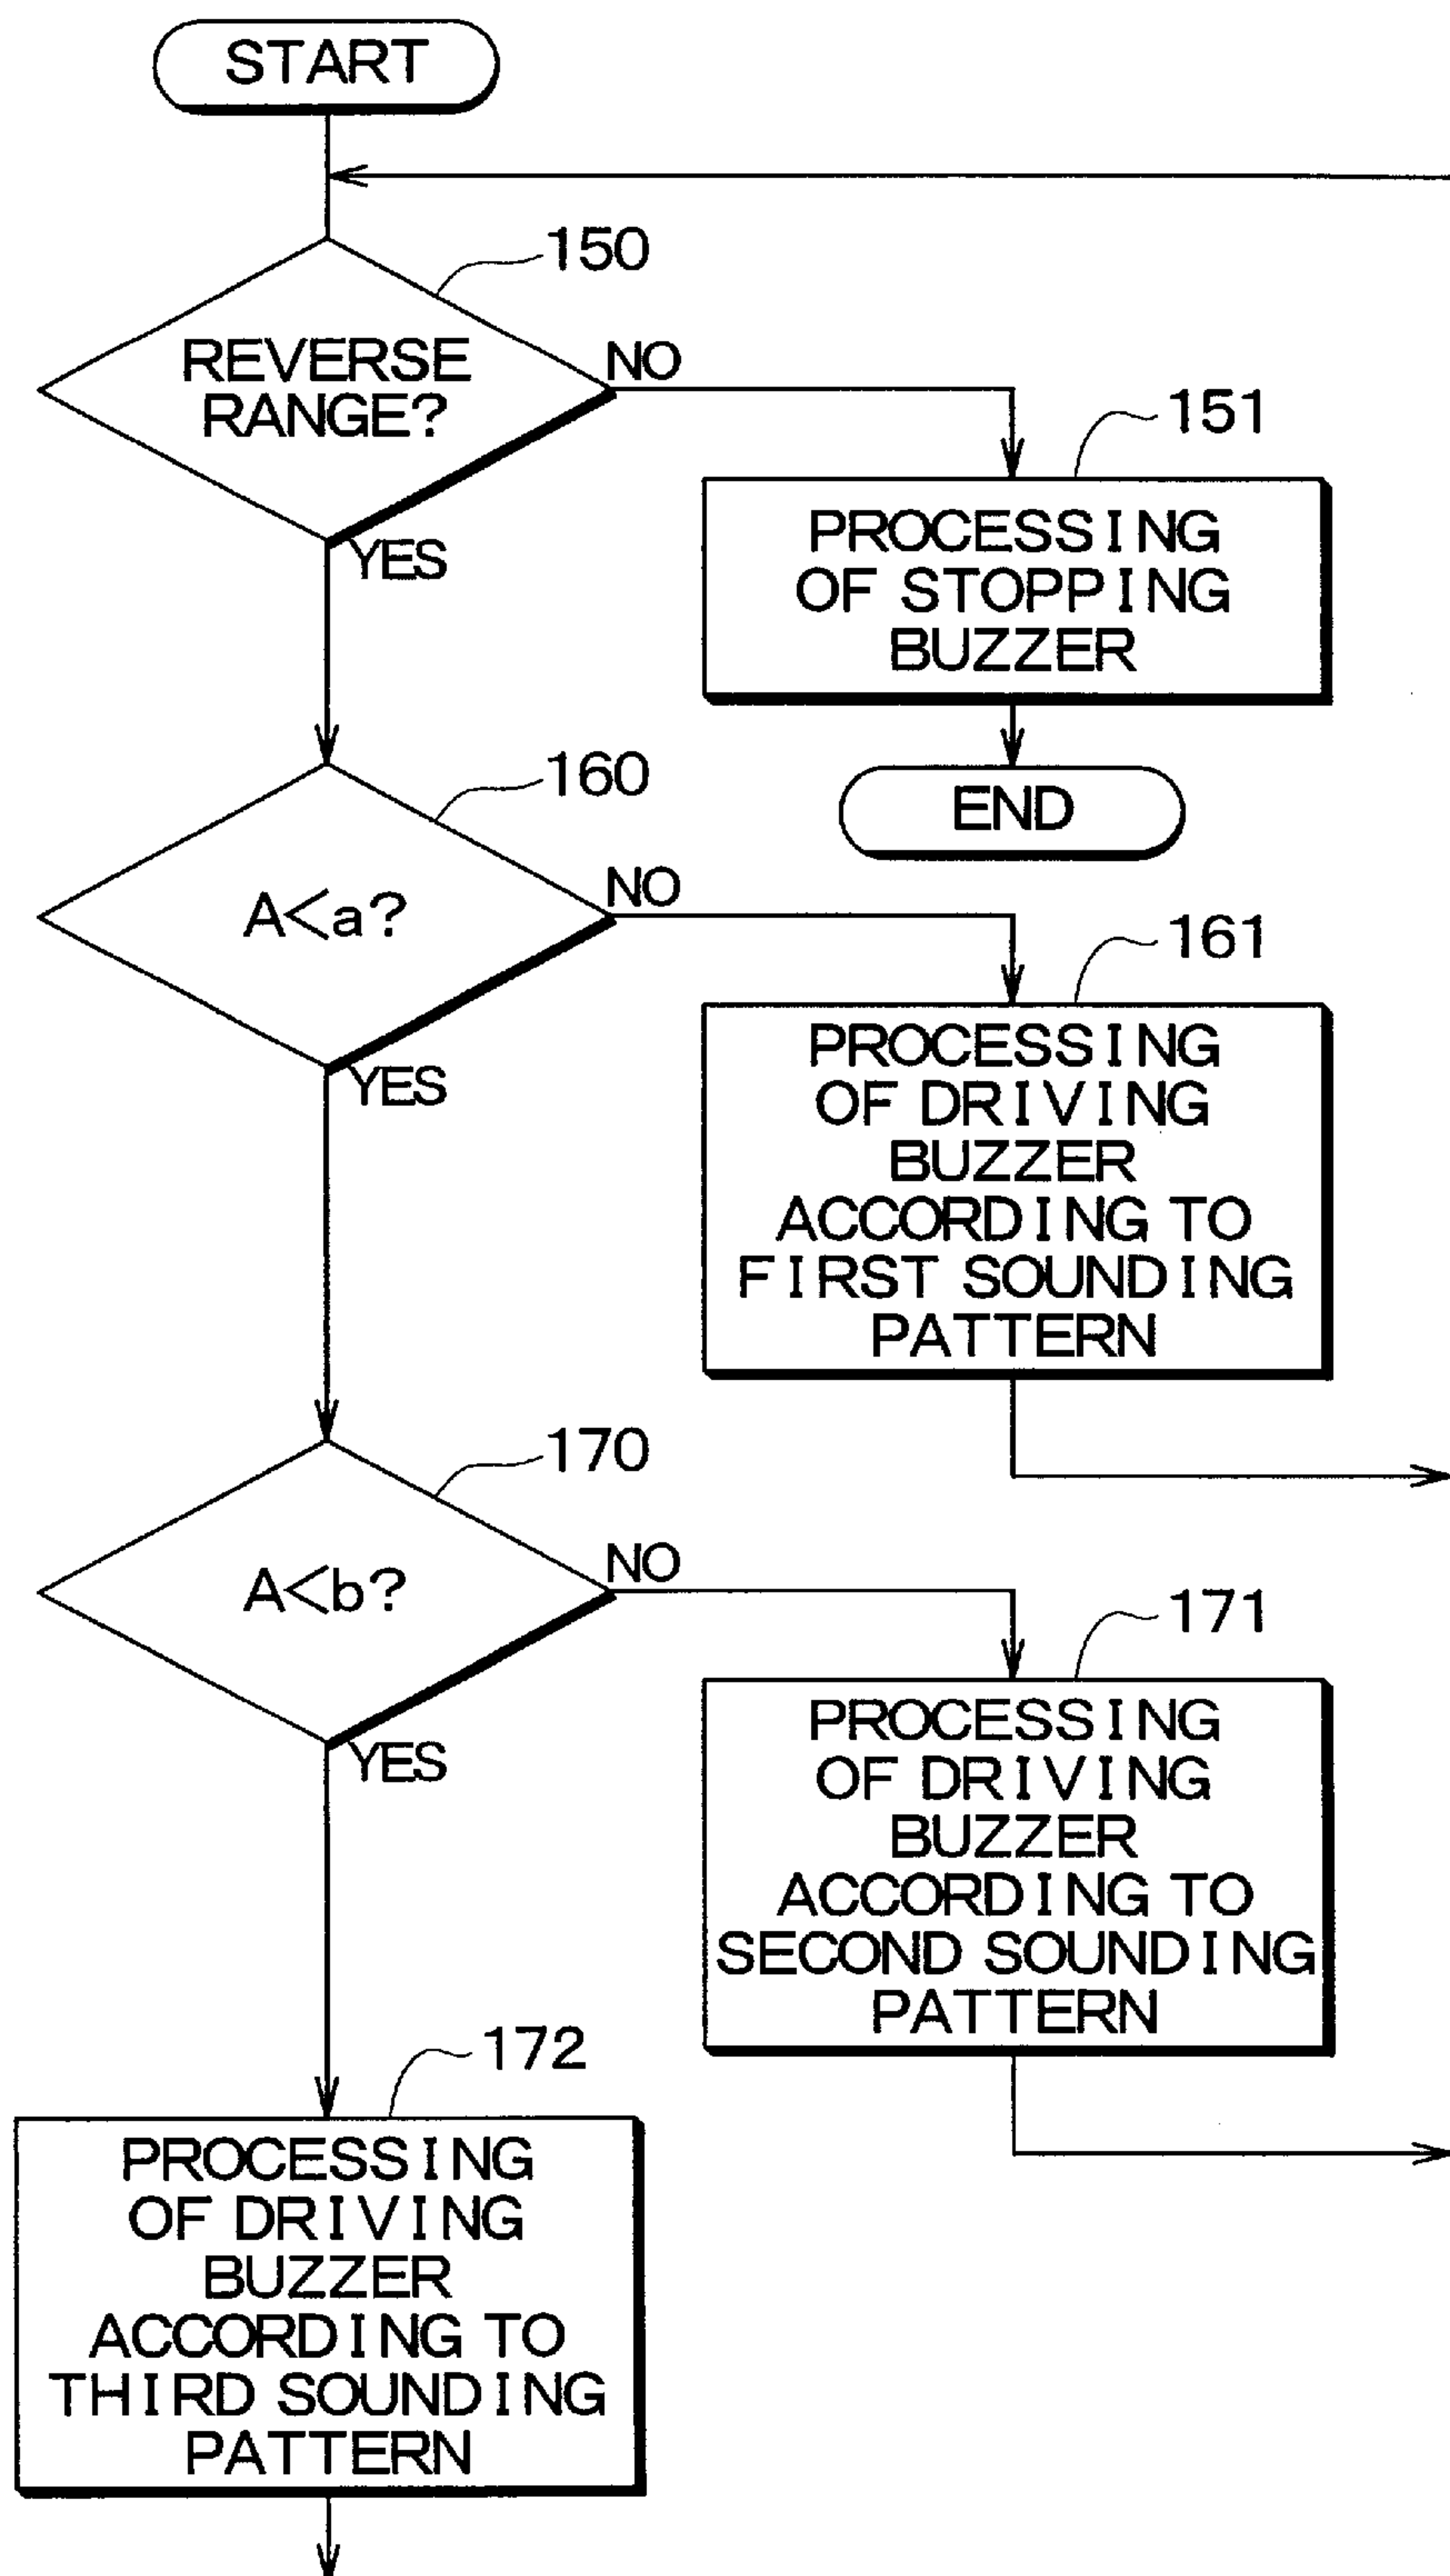 START
150
REVERSE
RANGE?
NO
YES
151
PROCESSING
OF STOPPING
BUZZER
END
160
A<a?
NO
YES
161
PROCESSING
OF DRIVING
BUZZER
ACCORDING TO
FIRST SOUNDING
PATTERN
170
A<b?
NO
YES
171
PROCESSING
OF DRIVING
BUZZER
ACCORDING TO
SECOND SOUNDING
PATTERN
172
PROCESSING
OF DRIVING
BUZZER
ACCORDING TO
THIRD SOUNDING
PATTERN